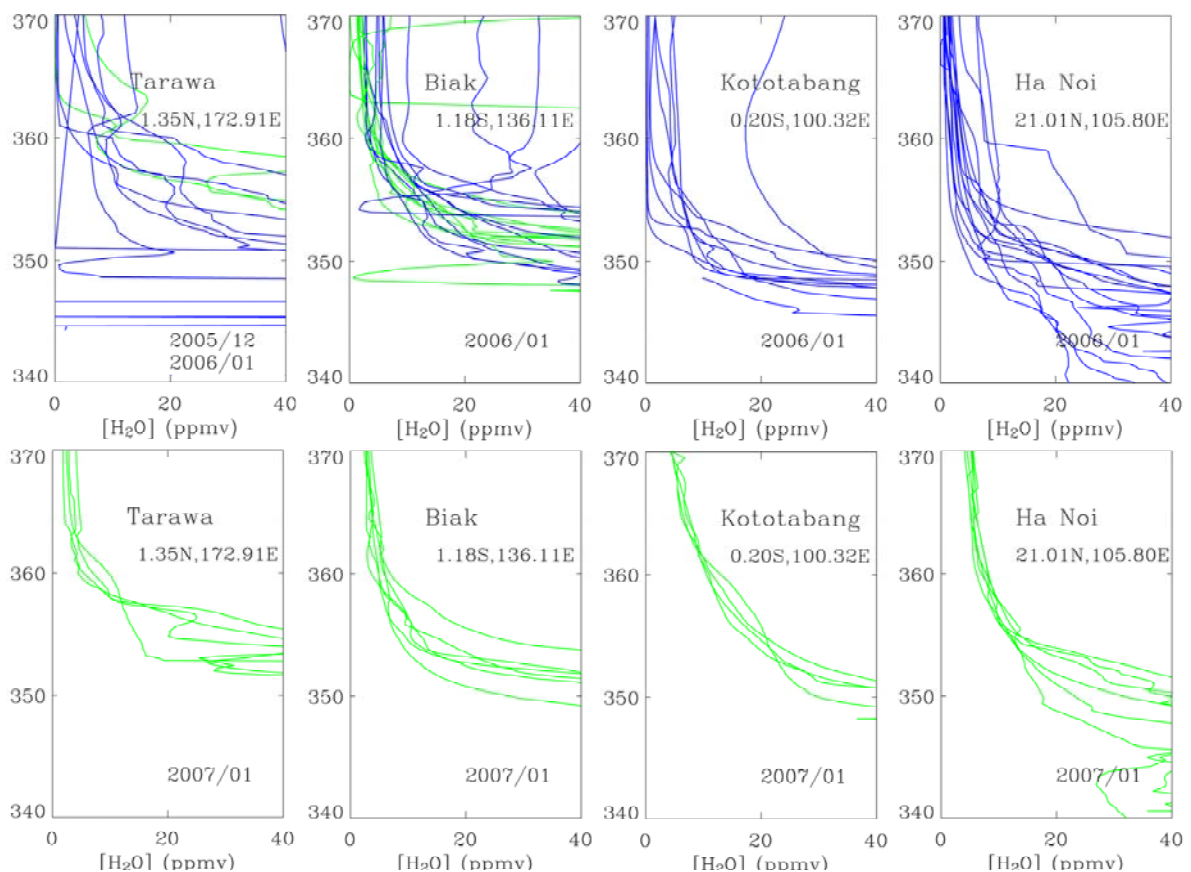 370
360
350
340
Tarawa
1.35N,172.91E
2005/12
2006/01
0 20 40
[H₂O] (ppmv)
370
360
350
340
Biak
1.18S,136.11E
2006/01
0 20 40
[H₂O] (ppmv)
370
360
350
340
Kototabang
0.20S,100.32E
2006/01
0 20 40
[H₂O] (ppmv)
370
360
350
340
Ha Noi
21.01N,105.80E
2006/01
0 20 40
[H₂O] (ppmv)
370
360
350
340
Tarawa
1.35N,172.91E
2007/01
0 20 40
[H₂O] (ppmv)
370
360
350
340
Biak
1.18S,136.11E
2007/01
0 20 40
[H₂O] (ppmv)
370
360
350
340
Kototabang
0.20S,100.32E
2007/01
0 20 40
[H₂O] (ppmv)
370
360
350
340
Ha Noi
21.01N,105.80E
2007/01
0 20 40
[H₂O] (ppmv)